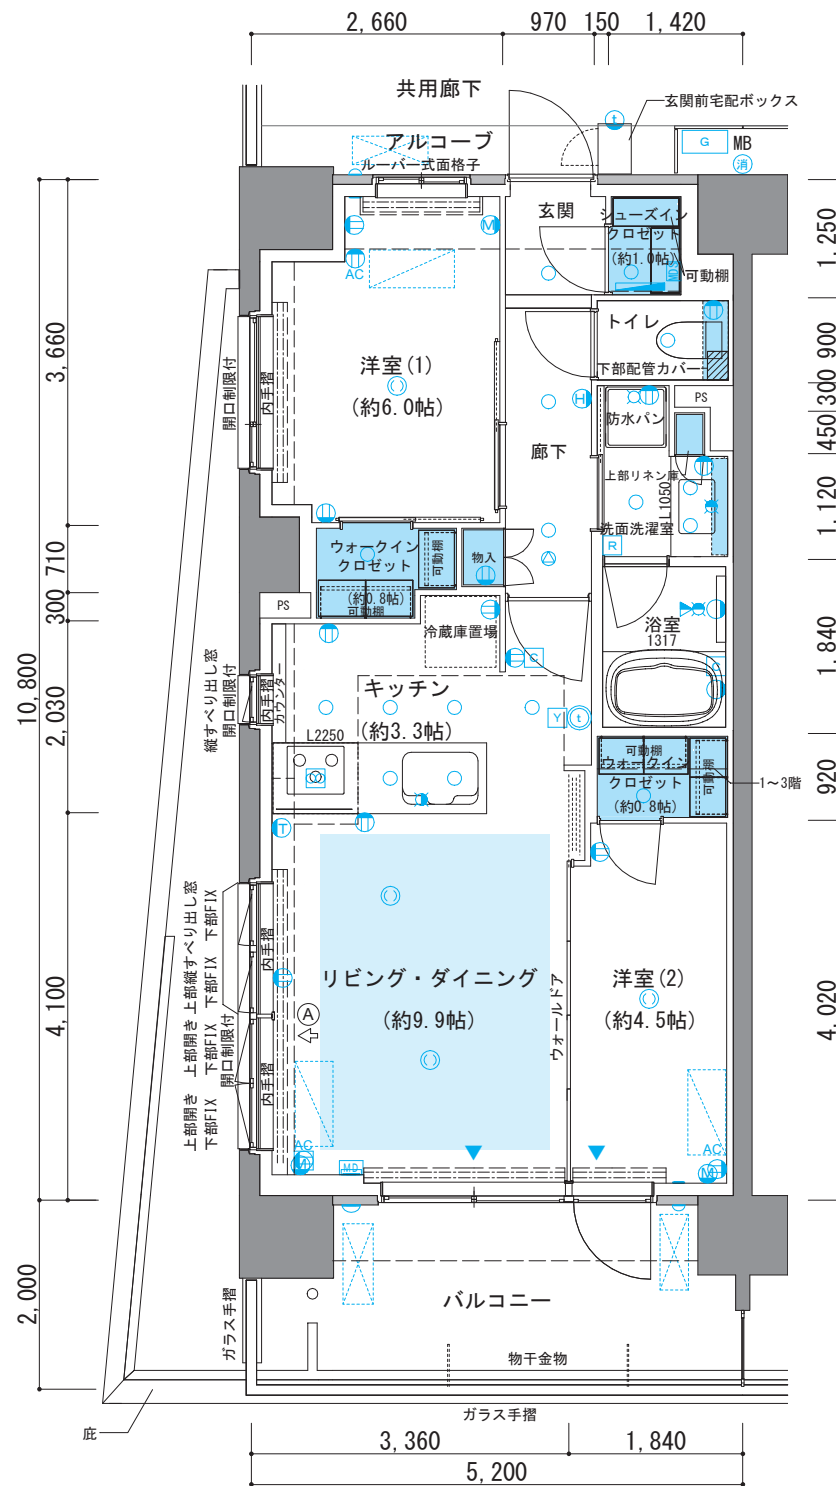 2,660
970
150
1,420
共用廊下
玄関前宅配ボックス
t
アルコーブ
ルーバー式面格子
G
MB
消
玄関
シューズイン
クロゼット
(約1.0帖)
MDS
可動棚
M
AC
1,250
3,660
開口制限付
内手摺
洋室(1)
(約6.0帖)
トイレ
下部配管カバー
900
300
H
防水パン
PS
450
廊下
上部リネン庫
L1050
洗面洗濯室
R
1,120
710
ウォークイン
クロゼット
(約0.8帖)
可動棚
可動棚
物入
300
PS
冷蔵庫置場
浴室
1317
1,840
10,800
2,030
縦すべり出し窓
開口制限付
内手摺
カウンター
キッチン
(約3.3帖)
L2250
C
C
Y
t
Y
可動棚
ウォークイン
クロゼット
(約0.8帖)
可動棚
1〜3階
920
T
4,100
上部開き 上部開き 上部縦すべり出し窓
下部FIX 下部FIX 下部FIX 下部FIX
開口制限付
内手摺
内手摺
リビング・ダイニング
(約9.9帖)
A
ウォールドア
洋室(2)
(約4.5帖)
4,020
AC
M
MD
AC
M
2,000
ガラス手摺
バルコニー
物干金物
ガラス手摺
庇
3,360
1,840
5,200